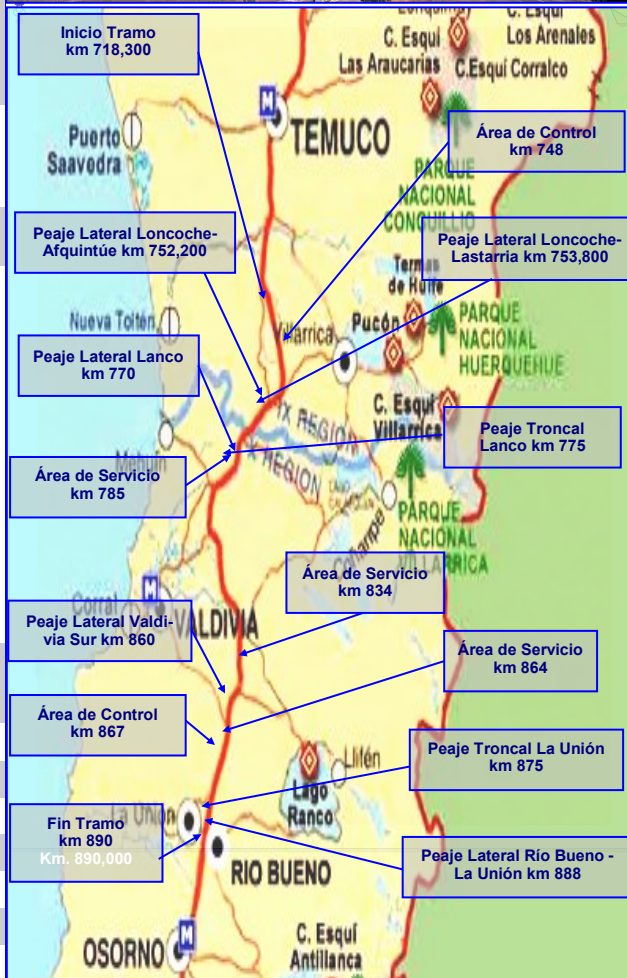 Lonquimay
C. Esquí
C. Esquí
Los Arenales
Las Araucarias
C.Esquí Corralco
Inicio Tramo
km 718,300
TEMUCO
Puerto
Saavedra
Área de Control
km 748
PARQUE
NACIONAL
CONGUILLIO
Peaje Lateral Loncoche-
Afquintúe km 752,200
Peaje Lateral Loncoche-
Lastarria km 753,800
Termas
de Huife
Nueva Toltén
Villarrica
Pucón
PARQUE
NACIONAL
HUERQUEHUE
Peaje Lateral Lanco
km 770
IX REGION
X REGION
C. Esquí
Villarrica
Peaje Troncal
Lanco km 775
Mehuín
Área de Servicio
km 785
Coñaripe
PARQUE
NACIONAL
VILLARRICA
Área de Servicio
km 834
Corral
VALDIVIA
Peaje Lateral Valdi-
via Sur km 860
Área de Servicio
km 864
Área de Control
km 867
Llifén
Lago
Ranco
Peaje Troncal La Unión
km 875
La Unión
Fin Tramo
km 890
Km. 890,000
RIO BUENO
Peaje Lateral Río Bueno -
La Unión km 888
OSORNO
C. Esquí
Antillanca